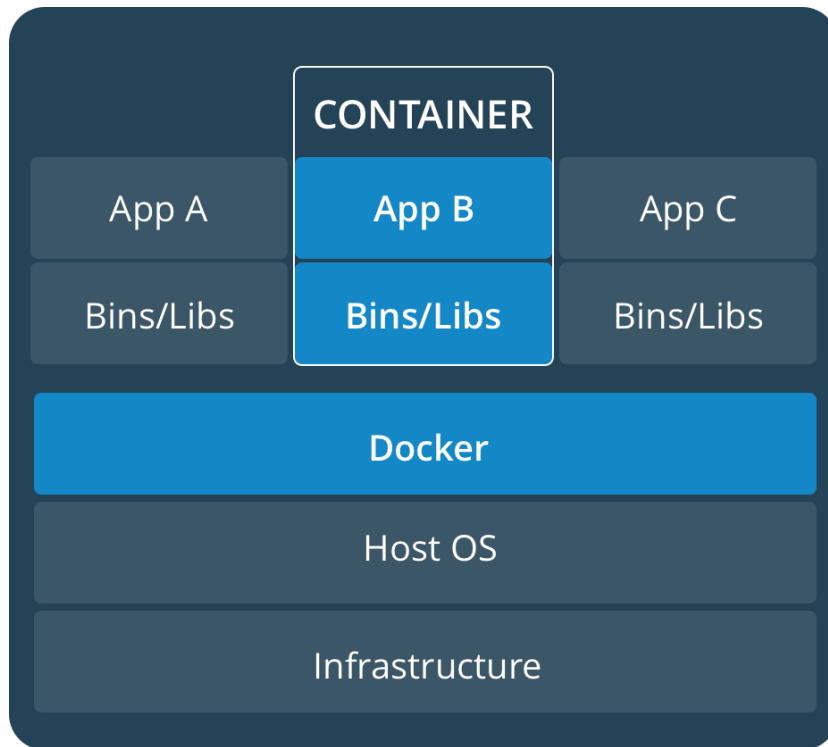 CONTAINER
App A
App B
App C
Bins/Libs
Bins/Libs
Bins/Libs
Docker
Host OS
Infrastructure